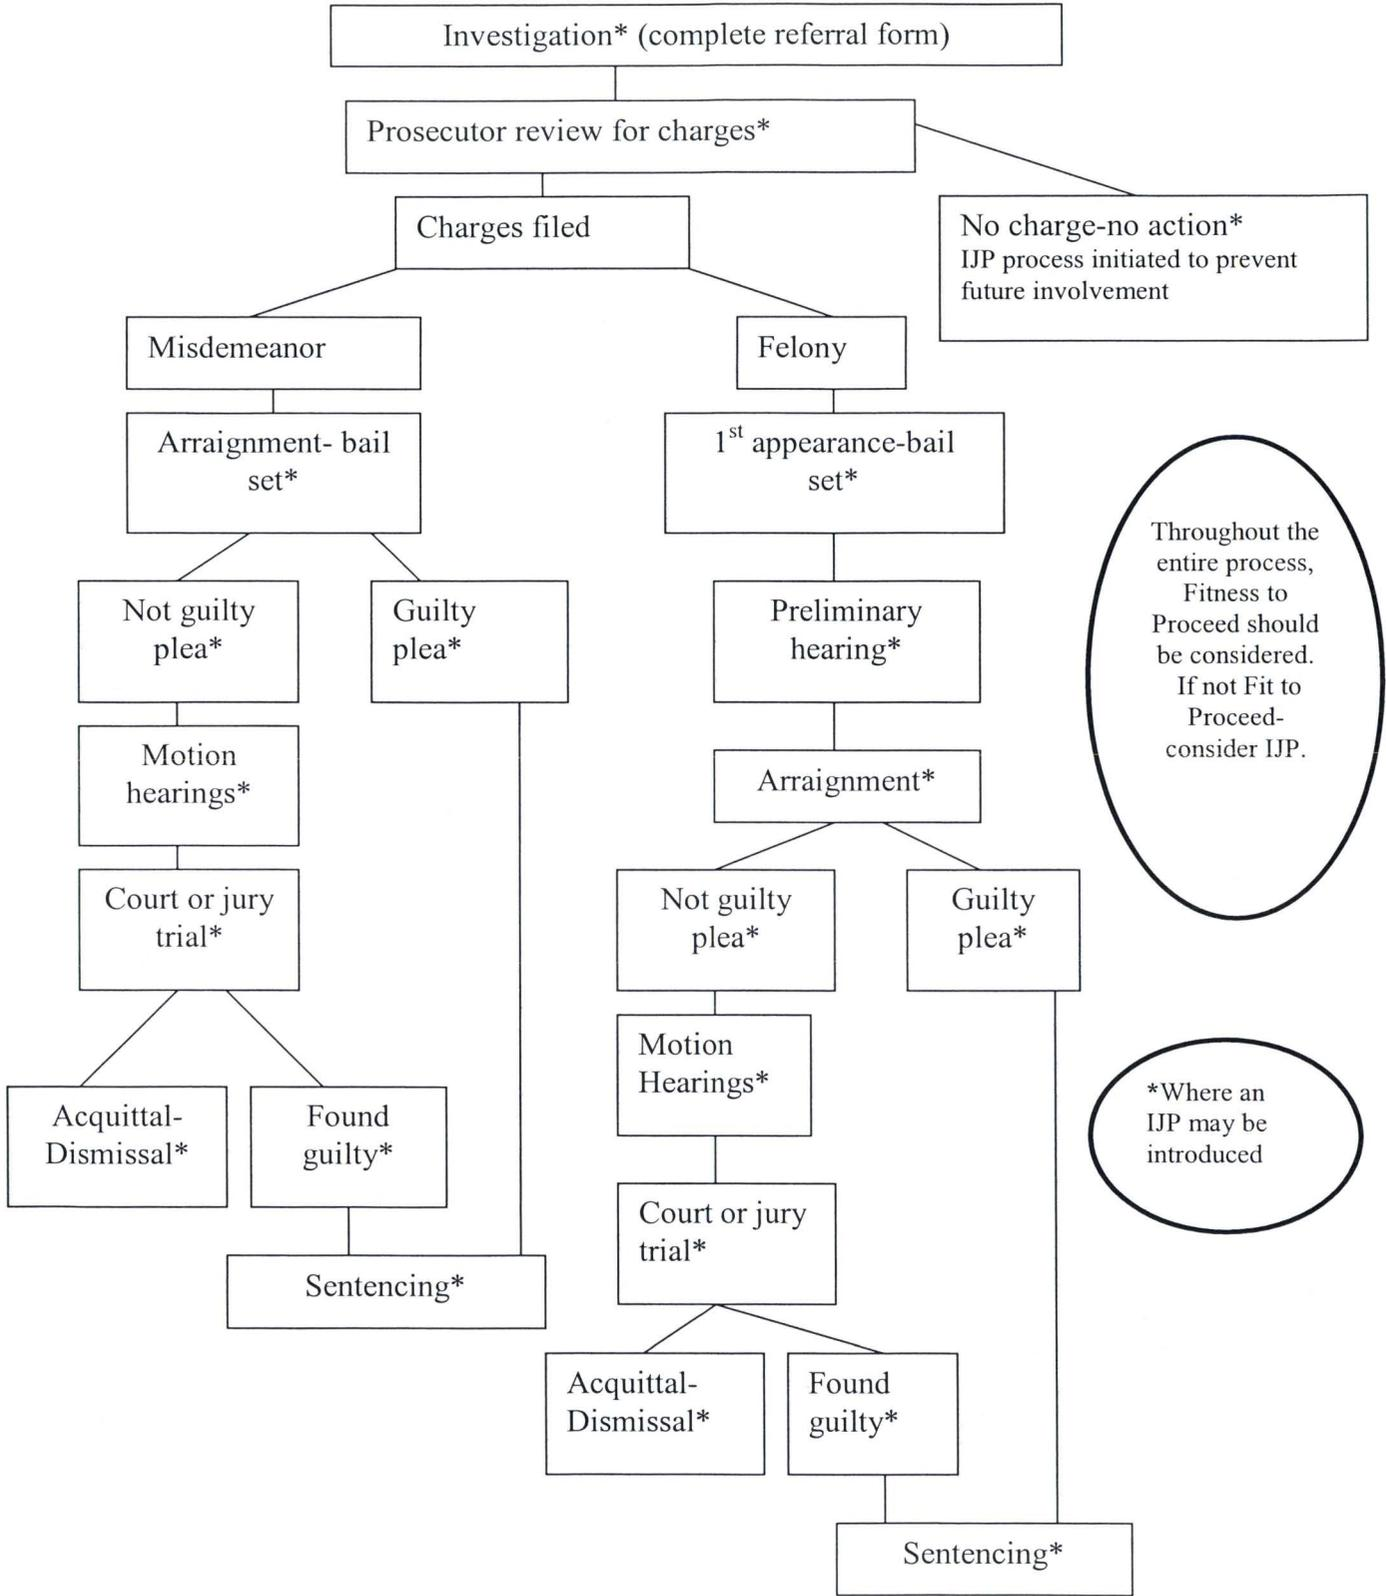 Investigation* (complete referral form)
Prosecutor review for charges*
Charges filed
No charge-no action*
IJP process initiated to prevent
future involvement
Misdemeanor
Felony
Arraignment- bail
set*
1st appearance-bail
set*
Not guilty
plea*
Guilty
plea*
Preliminary
hearing*
Throughout the
entire process,
Fitness to
Proceed should
be considered.
If not Fit to
Proceed-
consider IJP.
Motion
hearings*
Arraignment*
Court or jury
trial*
Not guilty
plea*
Guilty
plea*
Motion
Hearings*
Acquittal-
Dismissal*
Found
guilty*
*Where an
IJP may be
introduced
Court or jury
trial*
Sentencing*
Acquittal-
Dismissal*
Found
guilty*
Sentencing*